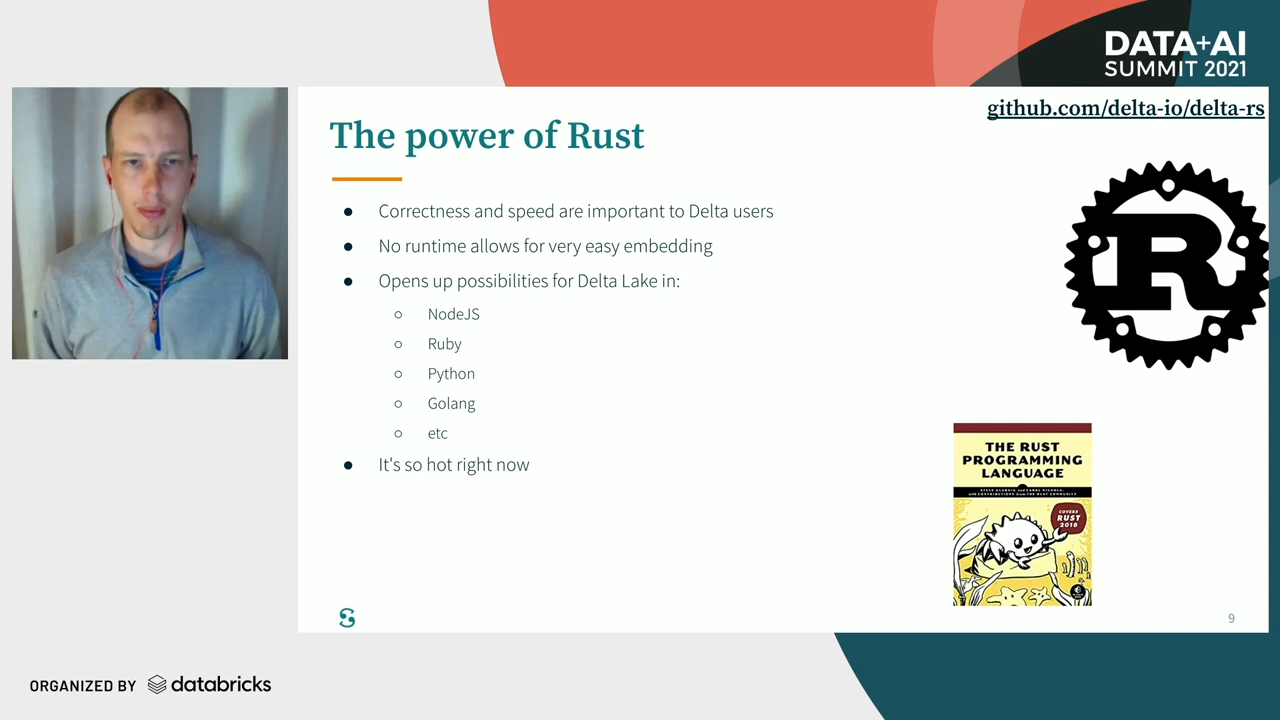 DATA+AI
SUMMIT 2021
github.com/delta-io/delta-rs
The power of Rust
● Correctness and speed are important to Delta users
● No runtime allows for very easy embedding
● Opens up possibilities for Delta Lake in:
○ NodeJS
○ Ruby
○ Python
○ Golang
○ etc
● It's so hot right now
R
THE RUST
PROGRAMMING
LANGUAGE
COVERS
RUST
2018
9
ORGANIZED BY databricks